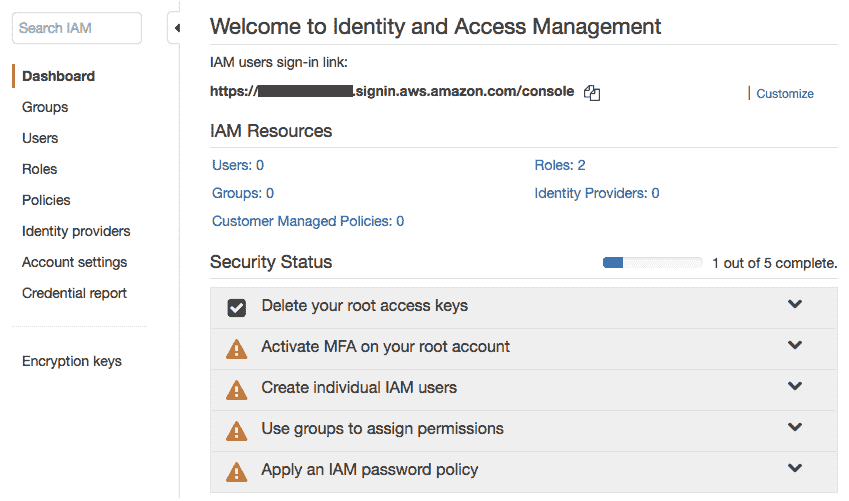 Search IAM
Dashboard
Groups
Users
Roles
Policies
Identity providers
Account settings
Credential report
Encryption keys
Welcome to Identity and Access Management
IAM users sign-in link:
https://.signin.aws.amazon.com/console
Customize
IAM Resources
Users: 0
Roles: 2
Groups: 0
Identity Providers: 0
Customer Managed Policies: 0
Security Status
1 out of 5 complete.
Delete your root access keys
Activate MFA on your root account
Create individual IAM users
Use groups to assign permissions
Apply an IAM password policy